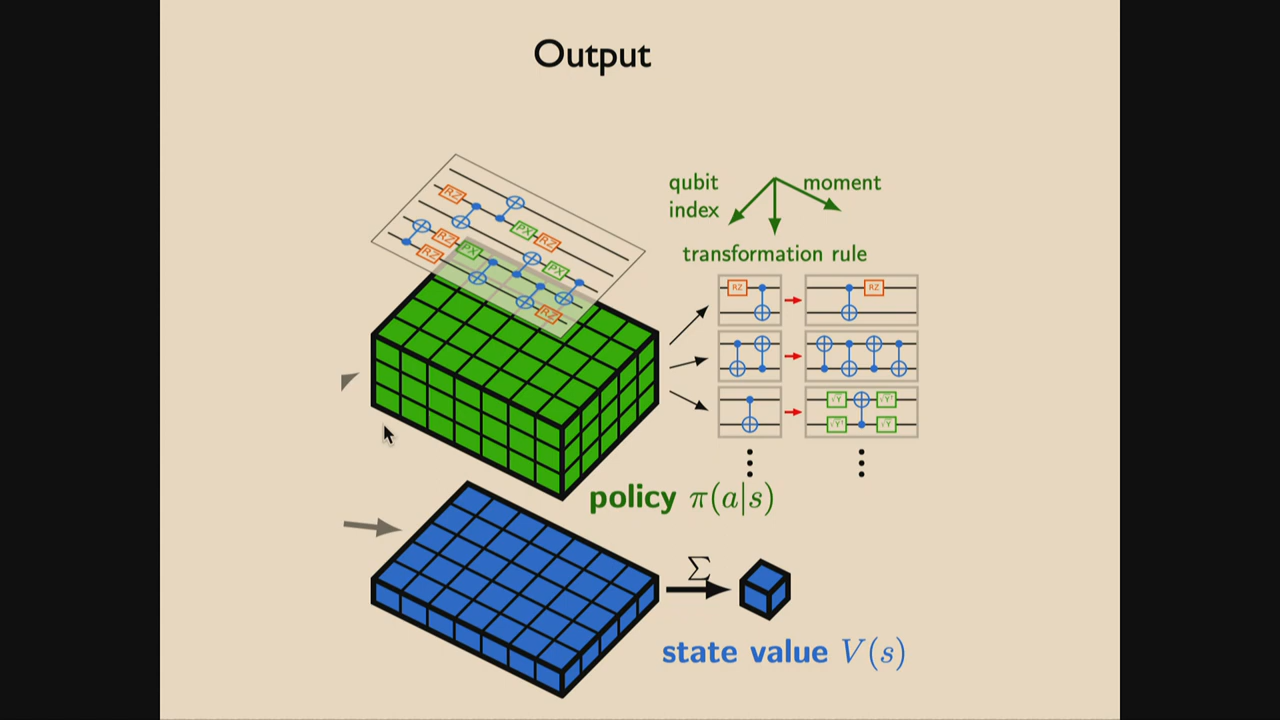 Output
qubit
index
moment
transformation rule
RZ
RZ
PX
RZ
RZ
PX
PX
RZ
RZ
RZ
RZ
√Y
√Y†
√Y†
√Y
policy π(a|s)
Σ
state value V(s)